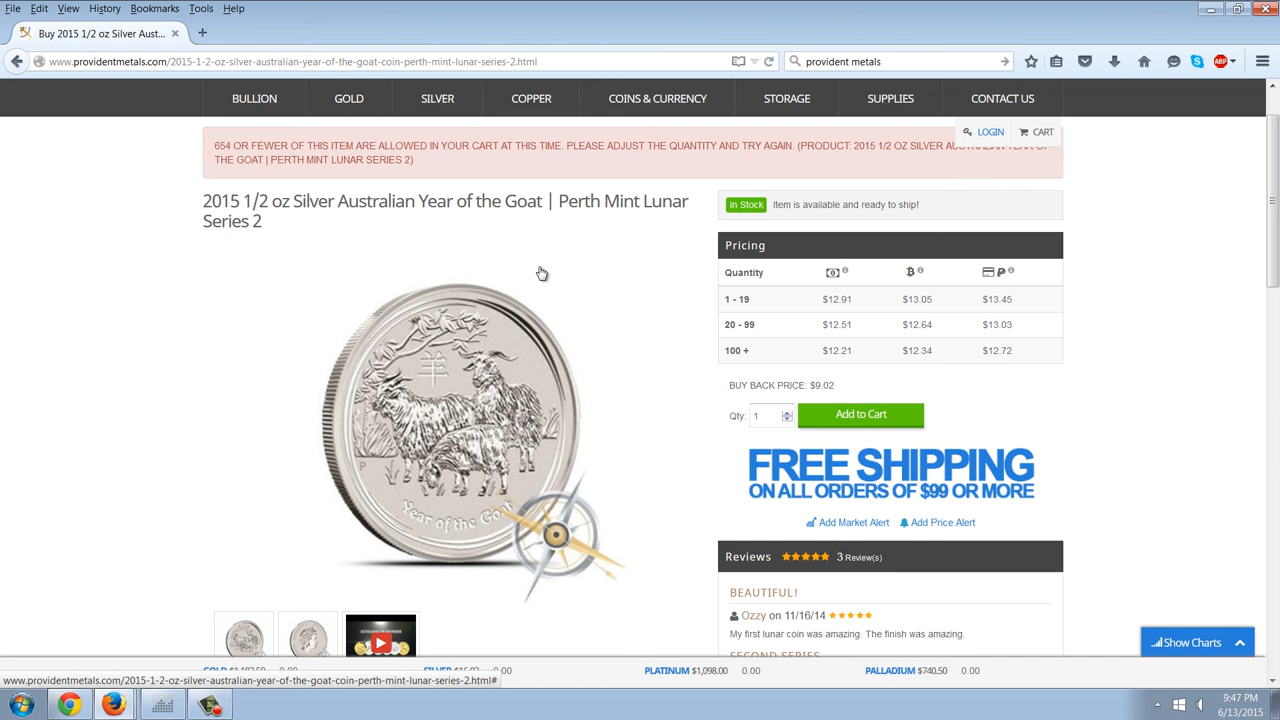 File Edit View History Bookmarks Tools Help
Buy 2015 1/2 oz Silver Aust...
www.providentmetals.com/2015-1-2-oz-silver-australian-year-of-the-goat-coin-perth-mint-lunar-series-2.html
provident metals
ABP
BULLION GOLD SILVER COPPER COINS & CURRENCY STORAGE SUPPLIES CONTACT US
LOGIN CART
654 OR FEWER OF THIS ITEM ARE ALLOWED IN YOUR CART AT THIS TIME. PLEASE ADJUST THE QUANTITY AND TRY AGAIN. (PRODUCT: 2015 1/2 OZ SILVER AUSTRALIAN YEAR OF
THE GOAT | PERTH MINT LUNAR SERIES 2)
2015 1/2 oz Silver Australian Year of the Goat | Perth Mint Lunar
Series 2
羊
P
Year of the Goat
In Stock Item is available and ready to ship!
Pricing
Quantity
1 - 19 $12.91 $13.05 $13.45
20 - 99 $12.51 $12.64 $13.03
100 + $12.21 $12.34 $12.72
BUY BACK PRICE: $9.02
Qty: 1 Add to Cart
FREE SHIPPING
ON ALL ORDERS OF $99 OR MORE
Add Market Alert Add Price Alert
Reviews 3 Review(s)
BEAUTIFUL!
Ozzy on 11/16/14
My first lunar coin was amazing. The finish was amazing.
SECOND SERIES
Show Charts
GOLD 0.00 SILVER 0.00 PLATINUM $1,098.00 0.00 PALLADIUM $740.50 0.00
www.providentmetals.com/2015-1-2-oz-silver-australian-year-of-the-goat-coin-perth-mint-lunar-series-2.html#
9:47 PM
6/13/2015